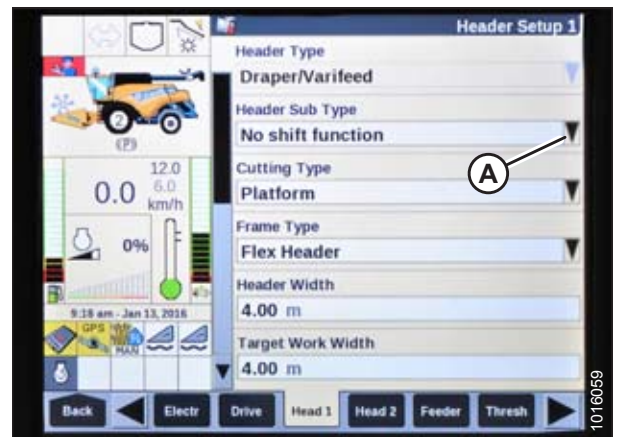 Header Setup 1
Header Type
Draper/Varifeed
Header Sub Type
No shift function
A
Cutting Type
Platform
Frame Type
Flex Header
Header Width
4.00 m
Target Work Width
4.00 m
2
(P)
12.0
0.0 6.0
km/h
0%
9:18 am - Jan 13, 2016
GPS
MAN
Back
Electr
Drive
Head 1
Head 2
Feeder
Thresh
1016059